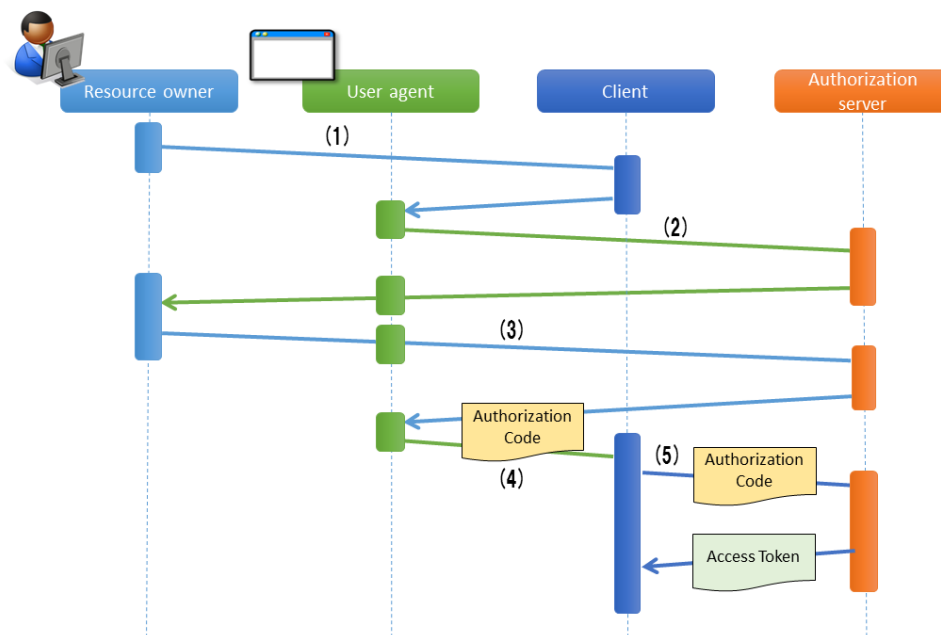 Resource owner
User agent
Client
Authorization
server
(1)
(2)
(3)
Authorization
Code
(4)
(5)
Authorization
Code
Access Token